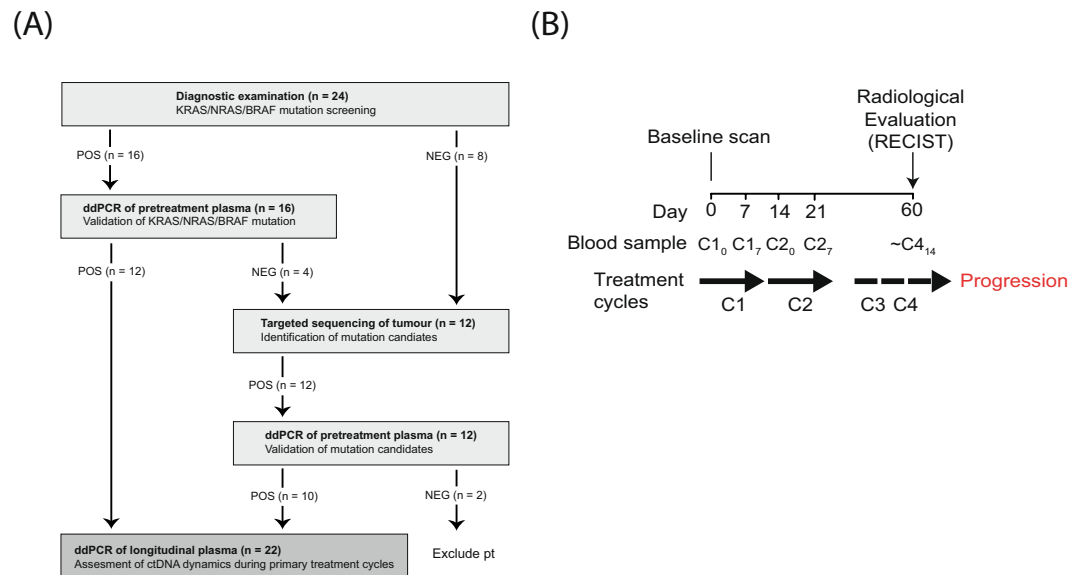 (A)
Diagnostic examination (n = 24)
KRAS/NRAS/BRAF mutation screening
POS (n = 16)
NEG (n = 8)
ddPCR of pretreatment plasma (n = 16)
Validation of KRAS/NRAS/BRAF mutation
POS (n = 12)
NEG (n = 4)
Targeted sequencing of tumour (n = 12)
Identification of mutation candiates
POS (n = 12)
ddPCR of pretreatment plasma (n = 12)
Validation of mutation candidates
POS (n = 10)
NEG (n = 2)
ddPCR of longitudinal plasma (n = 22)
Assesment of ctDNA dynamics during primary treatment cycles
Exclude pt
(B)
Radiological
Evaluation
(RECIST)
Baseline scan
Day 0 7 14 21 60
Blood sample C1₀ C1₇ C2₀ C2₇ ~C4₁₄
Treatment
cycles
C1 C2 C3 C4
Progression